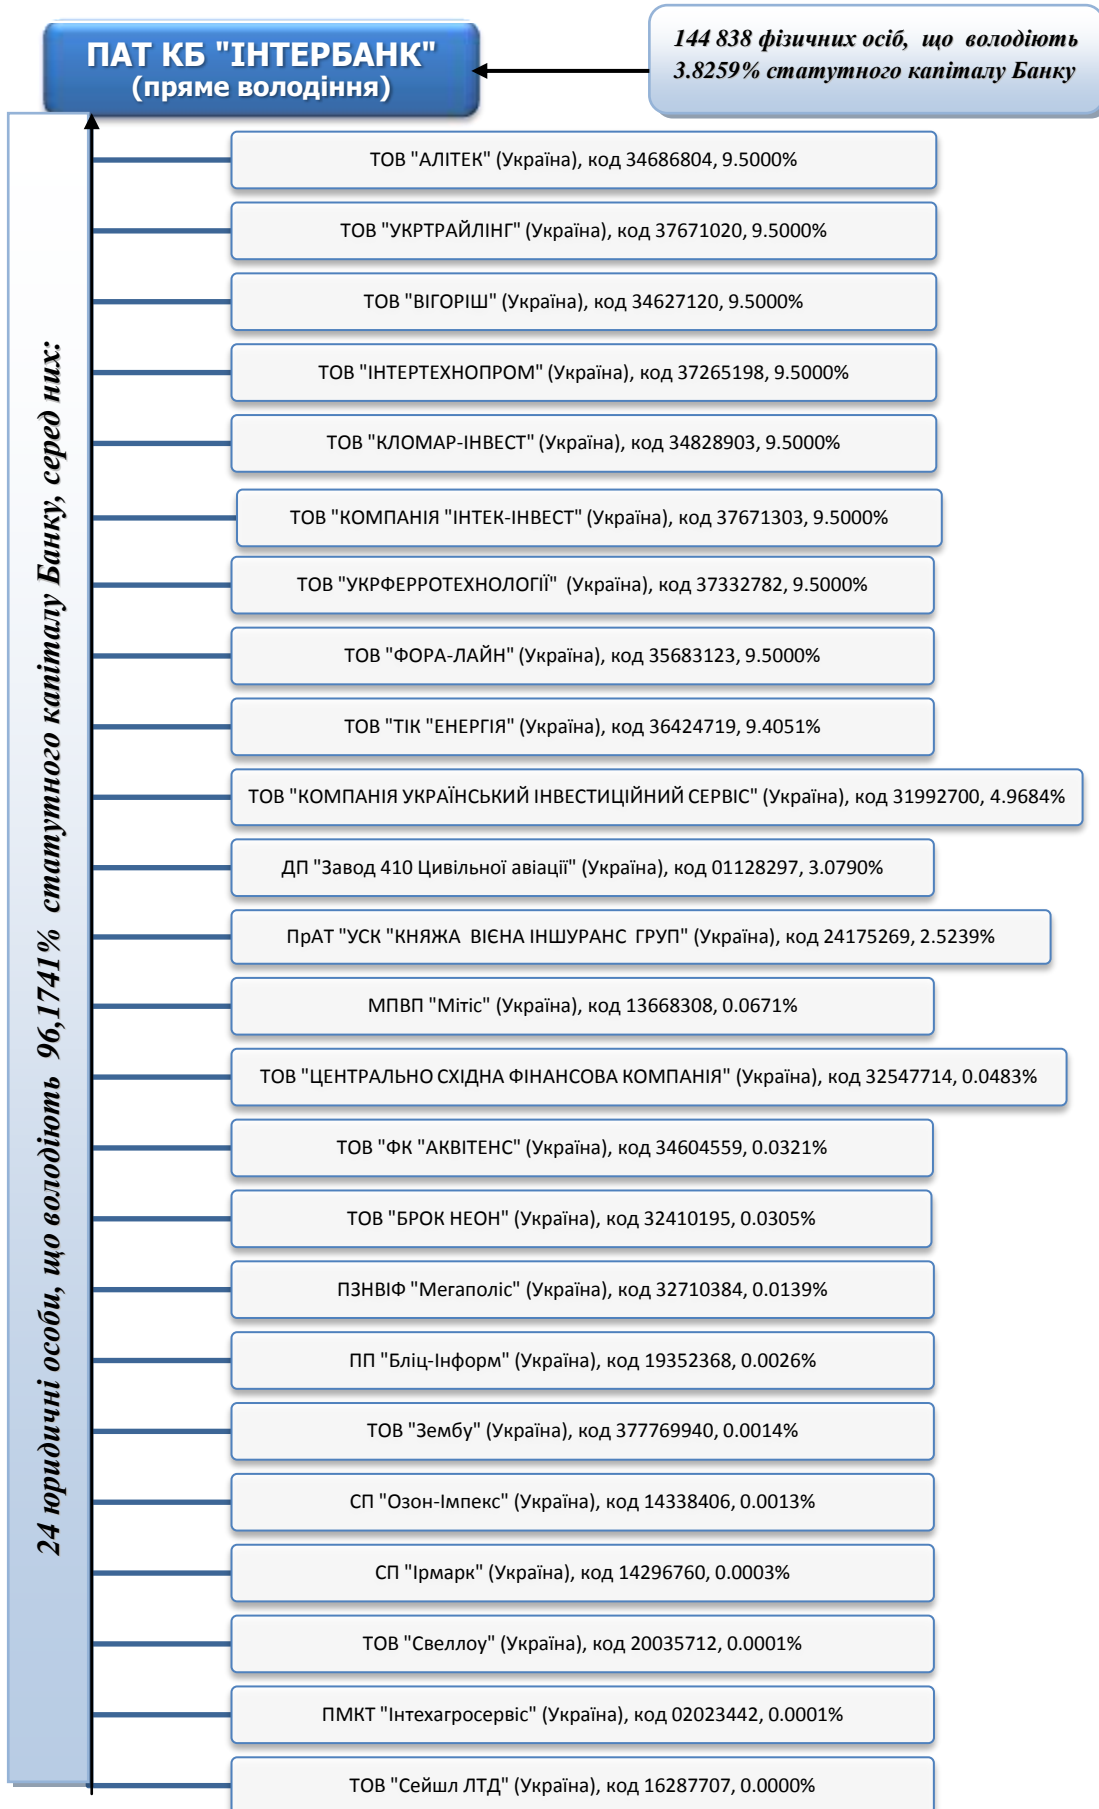 ПАТ КБ "ІНТЕРБАНК"
(пряме володіння)
144 838 фізичних осіб, що володіють
3.8259% статутного капіталу Банку
24 юридичні особи, що володіють 96,1741% статутного капіталу Банку, серед них:
ТОВ "АЛІТЕК" (Україна), код 34686804, 9.5000%
ТОВ "УКРТРАЙЛІНГ" (Україна), код 37671020, 9.5000%
ТОВ "ВІГОРІШ" (Україна), код 34627120, 9.5000%
ТОВ "ІНТЕРТЕХНОПРОМ" (Україна), код 37265198, 9.5000%
ТОВ "КЛОМАР-ІНВЕСТ" (Україна), код 34828903, 9.5000%
ТОВ "КОМПАНІЯ "ІНТЕК-ІНВЕСТ" (Україна), код 37671303, 9.5000%
ТОВ "УКРФЕРРОТЕХНОЛОГІЇ" (Україна), код 37332782, 9.5000%
ТОВ "ФОРА-ЛАЙН" (Україна), код 35683123, 9.5000%
ТОВ "ТІК "ЕНЕРГІЯ" (Україна), код 36424719, 9.4051%
ТОВ "КОМПАНІЯ УКРАЇНСЬКИЙ ІНВЕСТИЦІЙНИЙ СЕРВІС" (Україна), код 31992700, 4.9684%
ДП "Завод 410 Цивільної авіації" (Україна), код 01128297, 3.0790%
ПрАТ "УСК "КНЯЖА ВІЄНА ІНШУРАНС ГРУП" (Україна), код 24175269, 2.5239%
МПВП "Мітіс" (Україна), код 13668308, 0.0671%
ТОВ "ЦЕНТРАЛЬНО СХІДНА ФІНАНСОВА КОМПАНІЯ" (Україна), код 32547714, 0.0483%
ТОВ "ФК "АКВІТЕНС" (Україна), код 34604559, 0.0321%
ТОВ "БРОК НЕОН" (Україна), код 32410195, 0.0305%
ПЗНВІФ "Мегаполіс" (Україна), код 32710384, 0.0139%
ПП "Бліц-Інформ" (Україна), код 19352368, 0.0026%
ТОВ "Зембу" (Україна), код 377769940, 0.0014%
СП "Озон-Імпекс" (Україна), код 14338406, 0.0013%
СП "Ірмарк" (Україна), код 14296760, 0.0003%
ТОВ "Свеллоу" (Україна), код 20035712, 0.0001%
ПМКТ "Інтехагросервіс" (Україна), код 02023442, 0.0001%
ТОВ "Сейшл ЛТД" (Україна), код 16287707, 0.0000%